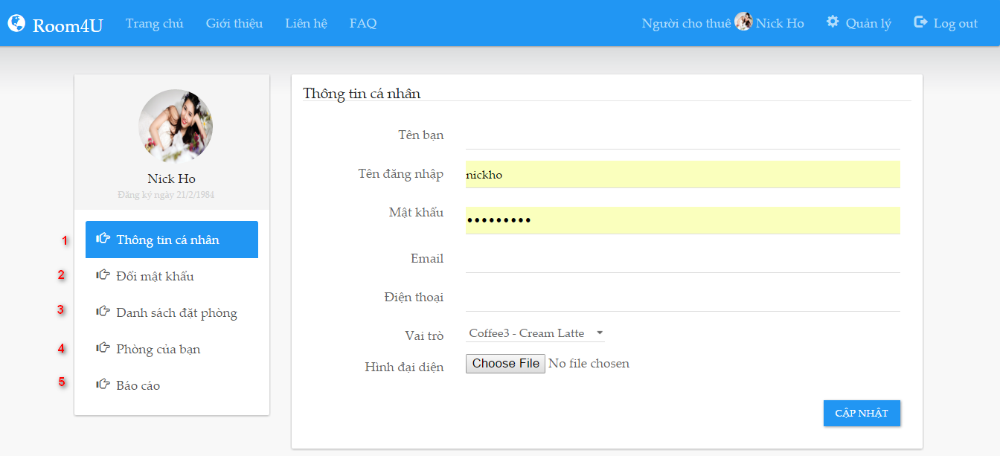 Room4U Trang chủ Giới thiệu Liên hệ FAQ Người cho thuê Nick Ho Quản lý Log out
Nick Ho
Đăng ký ngày 21/2/1984
1 Thông tin cá nhân
2 Đổi mật khẩu
3 Danh sách đặt phòng
4 Phòng của bạn
5 Báo cáo
Thông tin cá nhân
Tên bạn
Tên đăng nhập nickho
Mật khẩu •••••••••
Email
Điện thoại
Vai trò Coffee3 - Cream Latte
Hình đại diện Choose File No file chosen
CẬP NHẬT